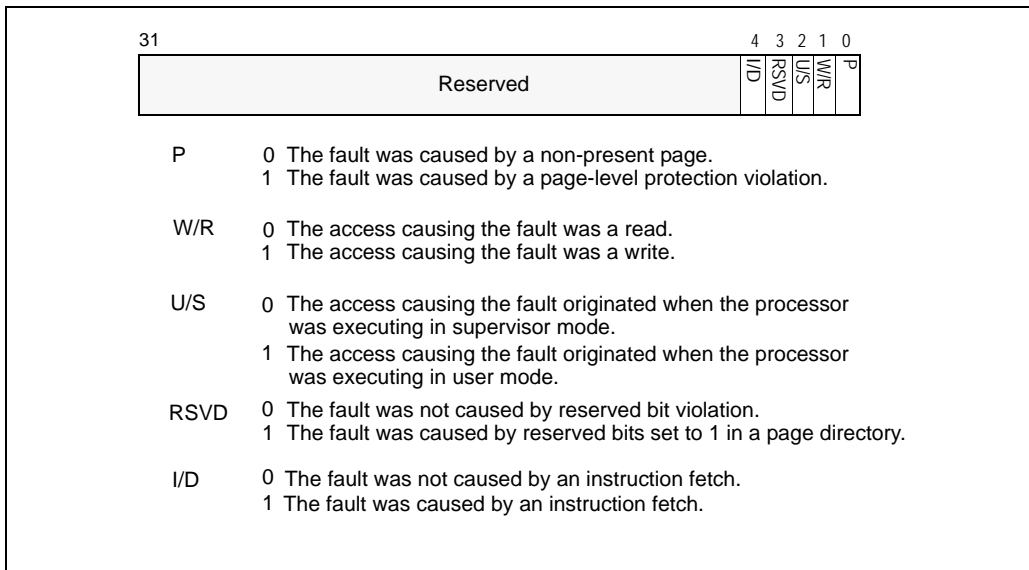 31 4 3 2 1 0
Reserved I/D RSVD U/S W/R P
P 0 The fault was caused by a non-present page.
1 The fault was caused by a page-level protection violation.
W/R 0 The access causing the fault was a read.
1 The access causing the fault was a write.
U/S 0 The access causing the fault originated when the processor
was executing in supervisor mode.
1 The access causing the fault originated when the processor
was executing in user mode.
RSVD 0 The fault was not caused by reserved bit violation.
1 The fault was caused by reserved bits set to 1 in a page directory.
I/D 0 The fault was not caused by an instruction fetch.
1 The fault was caused by an instruction fetch.